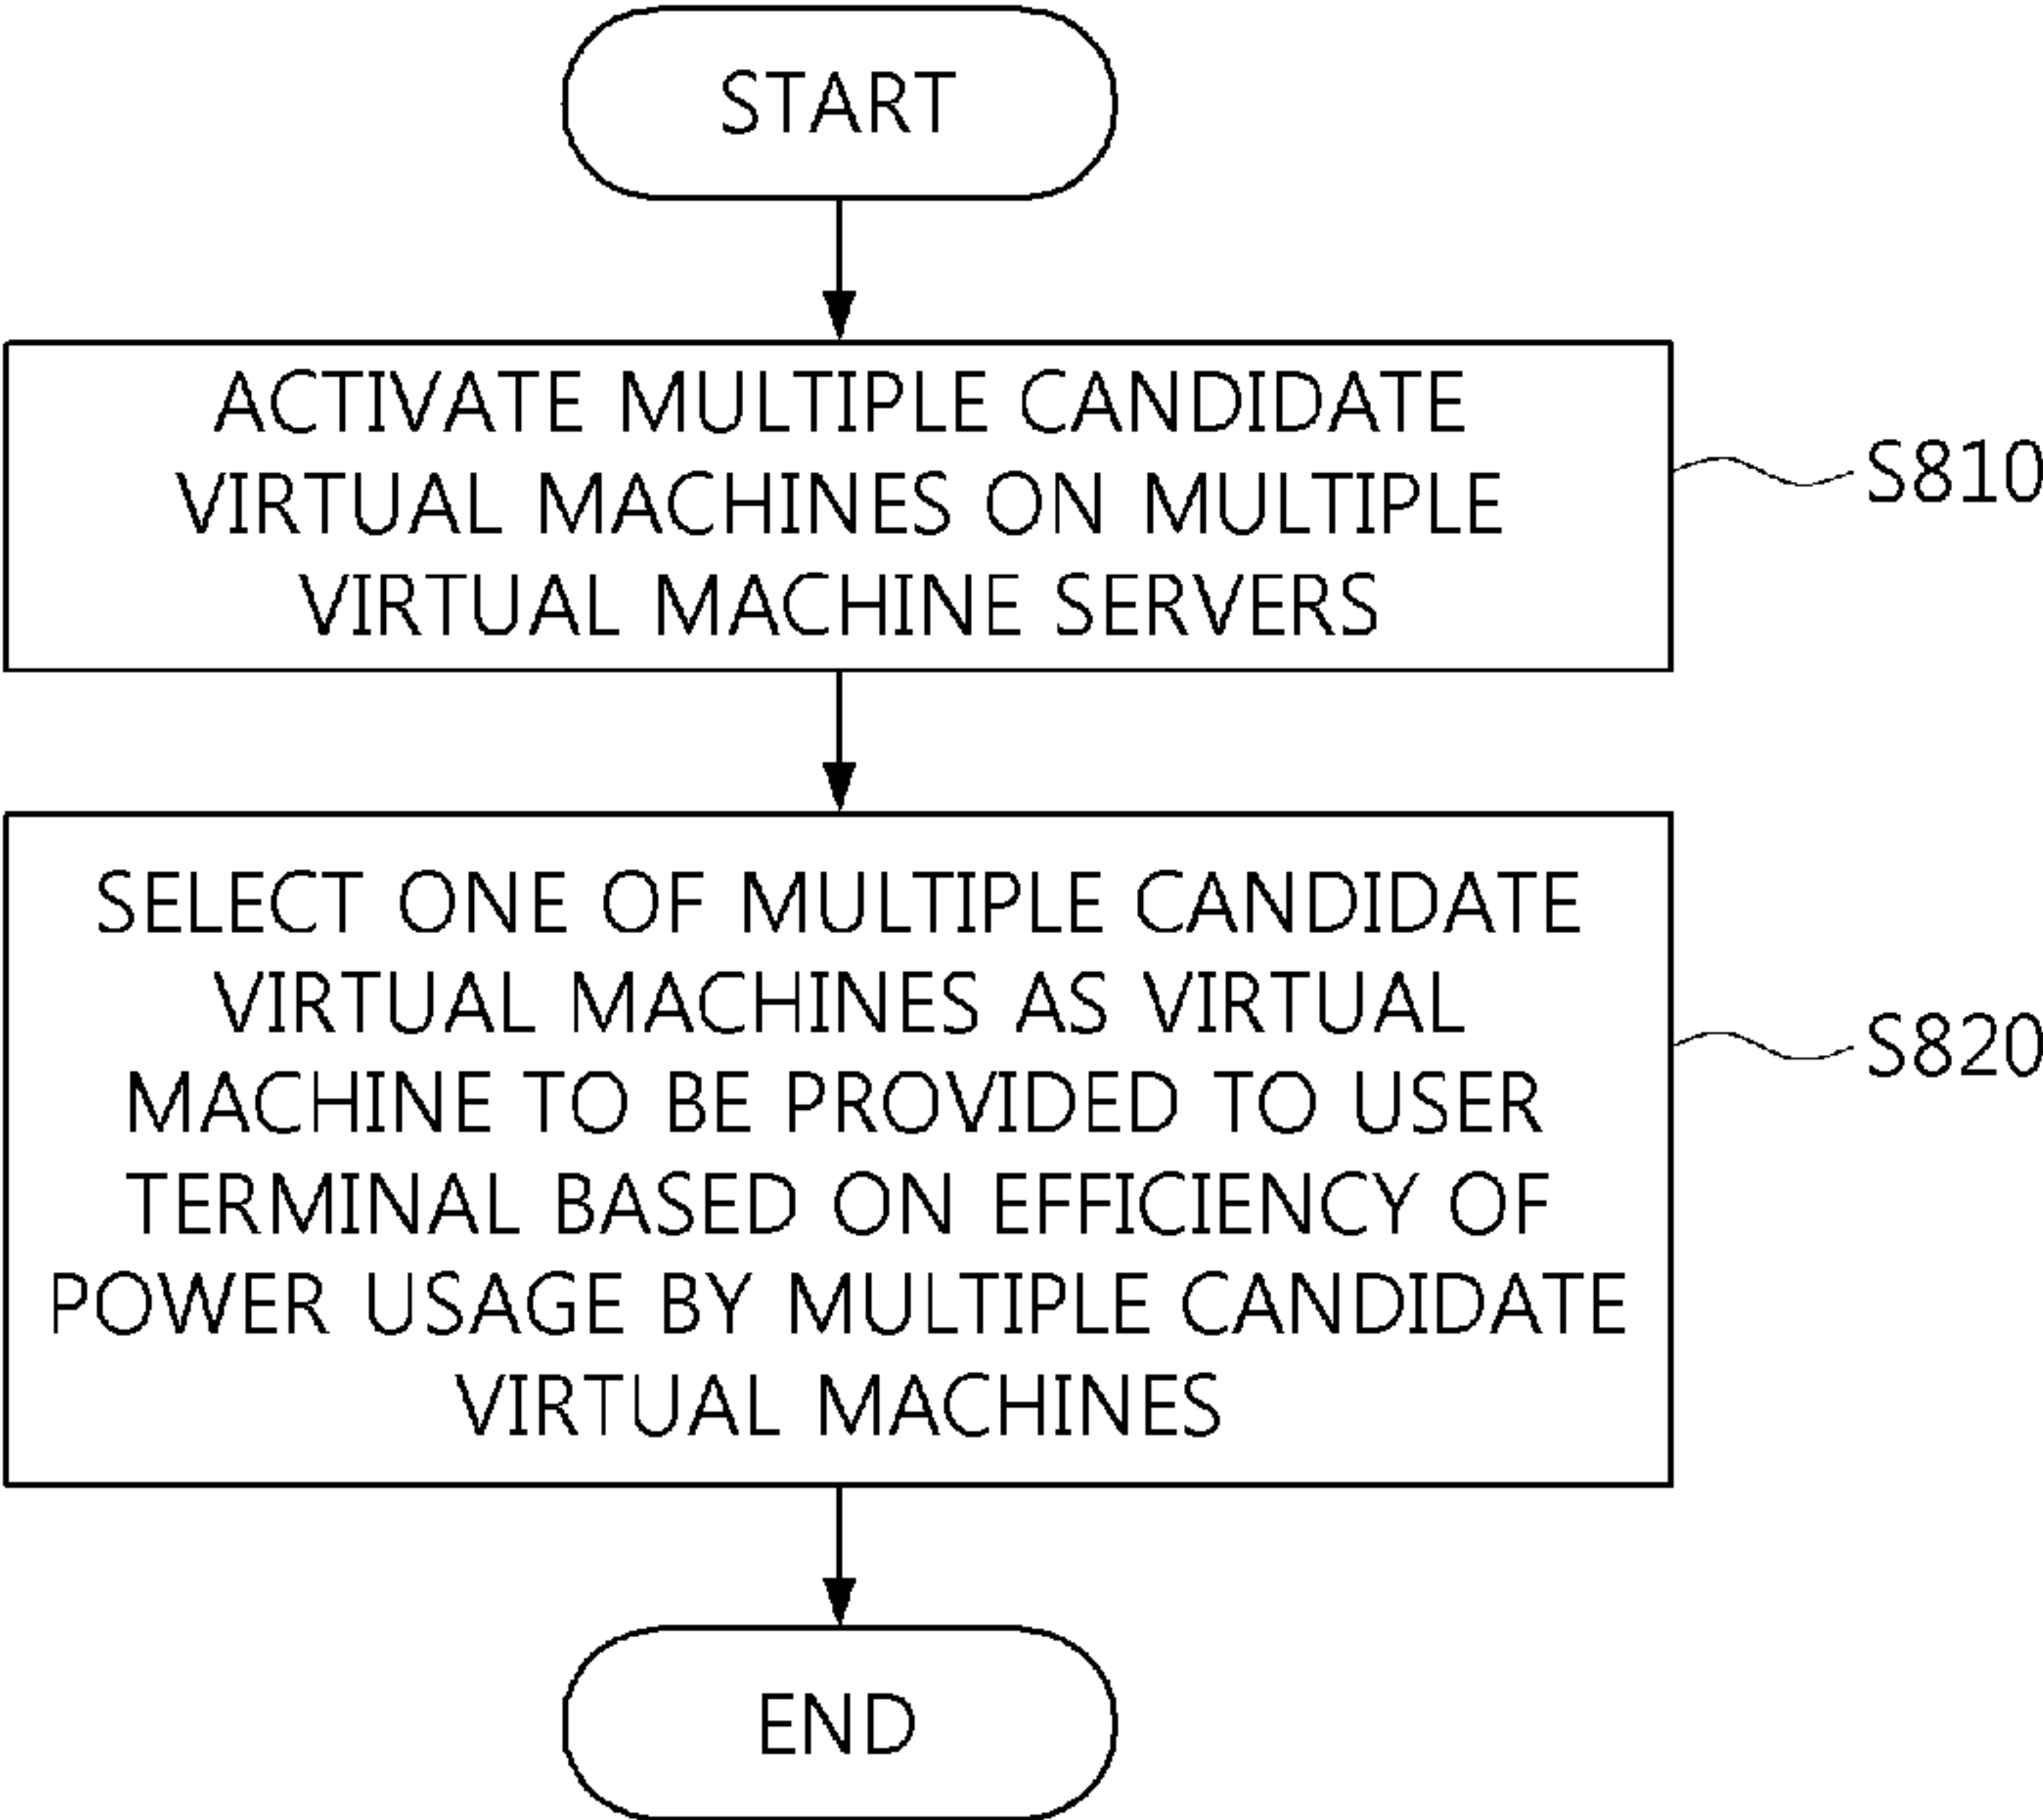 START
ACTIVATE MULTIPLE CANDIDATE
VIRTUAL MACHINES ON MULTIPLE
VIRTUAL MACHINE SERVERS
S810
SELECT ONE OF MULTIPLE CANDIDATE
VIRTUAL MACHINES AS VIRTUAL
MACHINE TO BE PROVIDED TO USER
TERMINAL BASED ON EFFICIENCY OF
POWER USAGE BY MULTIPLE CANDIDATE
VIRTUAL MACHINES
S820
END